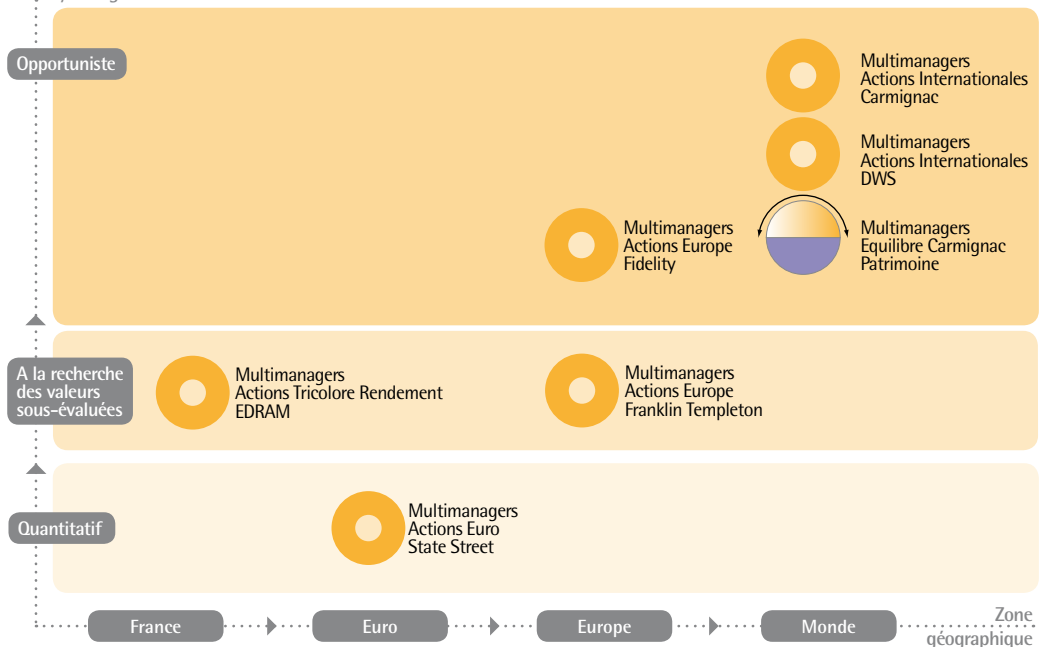 Opportuniste
Multimanagers
Actions Internationales
Carmignac
Multimanagers
Actions Internationales
DWS
Multimanagers
Actions Europe
Fidelity
Multimanagers
Equilibre Carmignac
Patrimoine
A la recherche
des valeurs
sous-évaluées
Multimanagers
Actions Tricolore Rendement
EDRAM
Multimanagers
Actions Europe
Franklin Templeton
Quantitatif
Multimanagers
Actions Euro
State Street
France
Euro
Europe
Monde
Zone
géographique